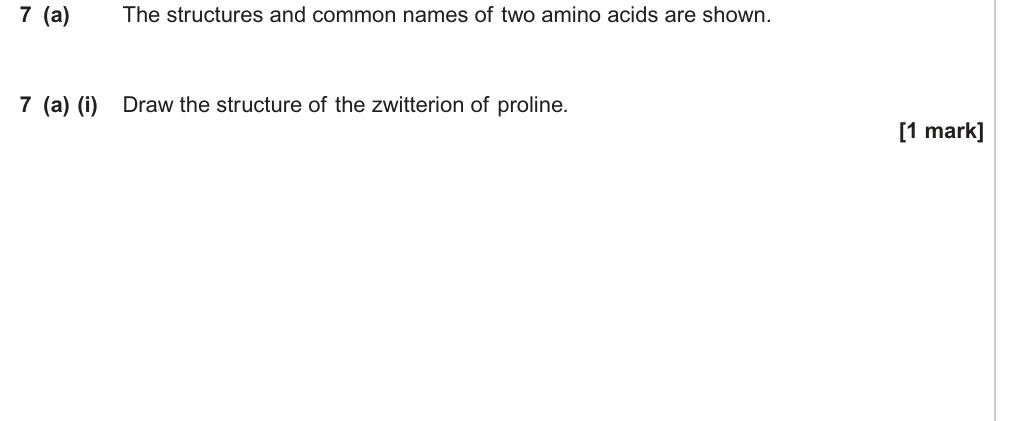 7 (a) The structures and common names of two amino acids are shown.
7 (a) (i) Draw the structure of the zwitterion of proline.
[1 mark]